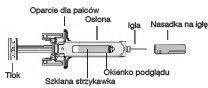 Oparcie dla palców
Osłona
Nasadka na igłę
Igła
Tłok
Okienko podglądu
Szklana strzykawka